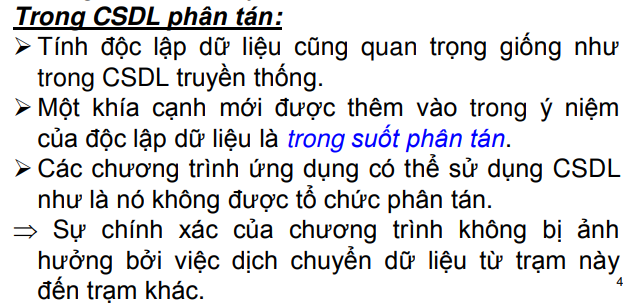 Trong CSDL phân tán:
➢ Tính độc lập dữ liệu cũng quan trọng giống như
trong CSDL truyền thống.
➢ Một khía cạnh mới được thêm vào trong ý niệm
của độc lập dữ liệu là trong suốt phân tán.
➢ Các chương trình ứng dụng có thể sử dụng CSDL
như là nó không được tổ chức phân tán.
⇒ Sự chính xác của chương trình không bị ảnh
hưởng bởi việc dịch chuyển dữ liệu từ trạm này
đến trạm khác.
4